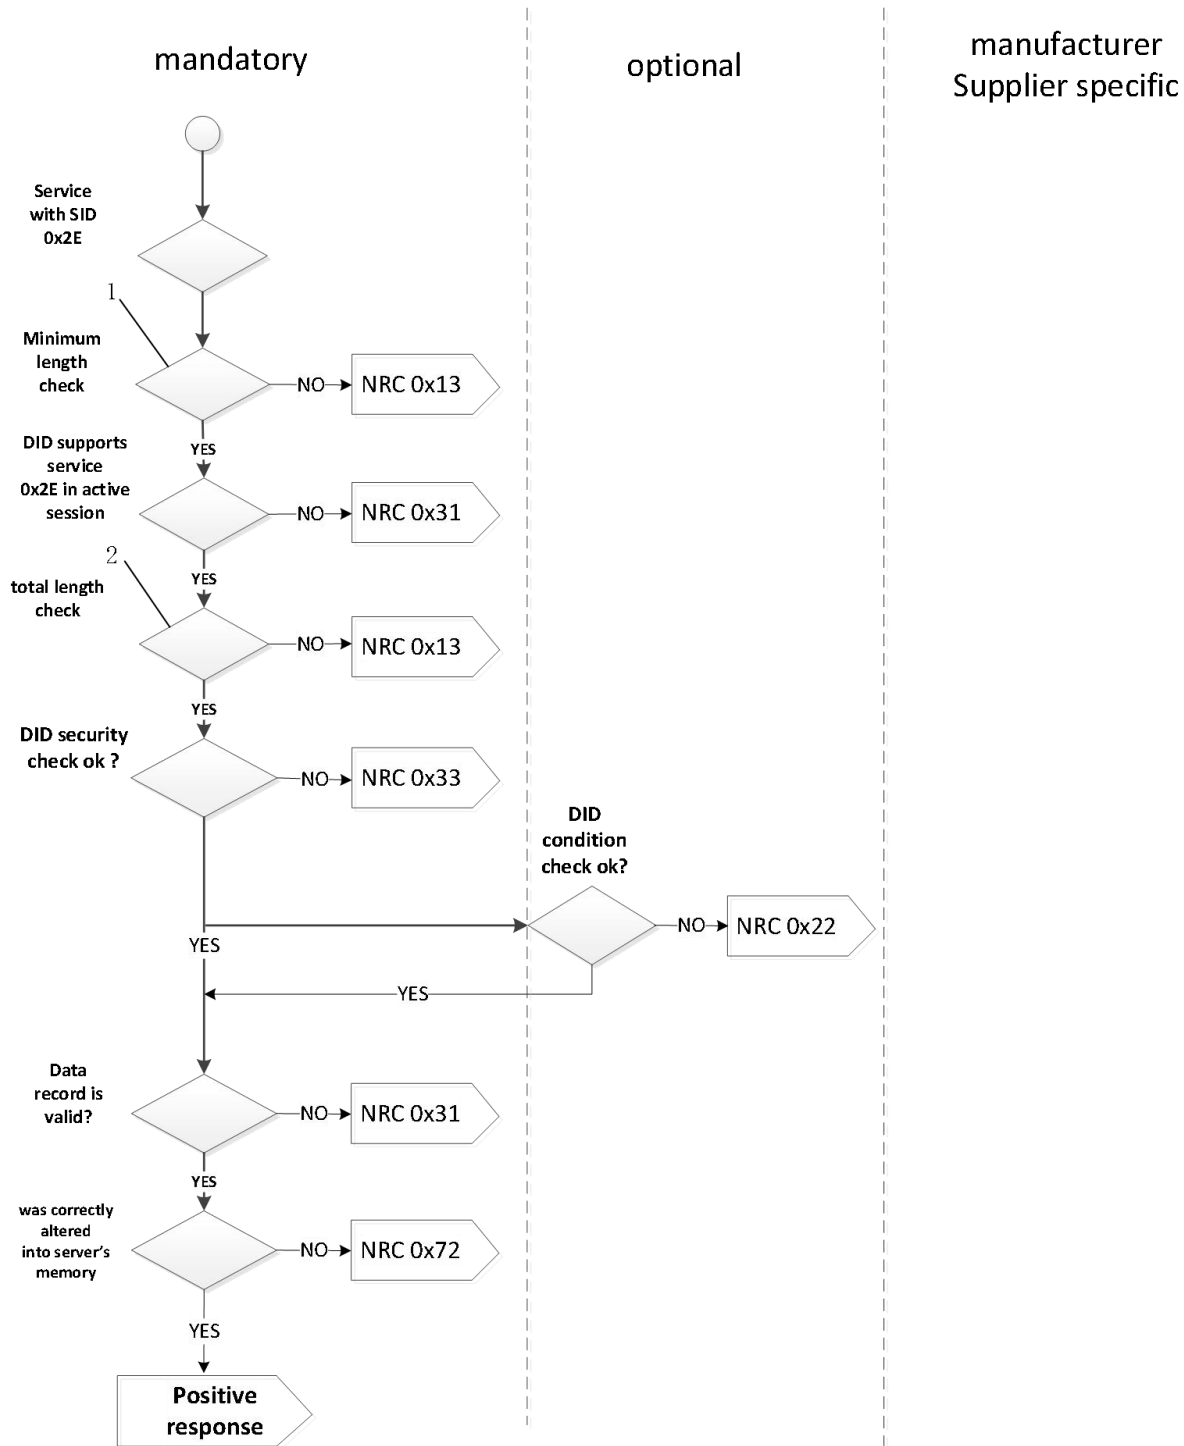 mandatory
optional
manufacturer
Supplier specific
Service
with SID
0x2E
1
Minimum
length
check
NO
NRC 0x13
YES
DID supports
service
0x2E in active
session
NO
NRC 0x31
2
YES
total length
check
NO
NRC 0x13
YES
DID security
check ok ?
NO
NRC 0x33
DID
condition
check ok?
NO
NRC 0x22
YES
YES
Data
record is
valid?
NO
NRC 0x31
YES
was correctly
altered
into server's
memory
NO
NRC 0x72
YES
Positive
response